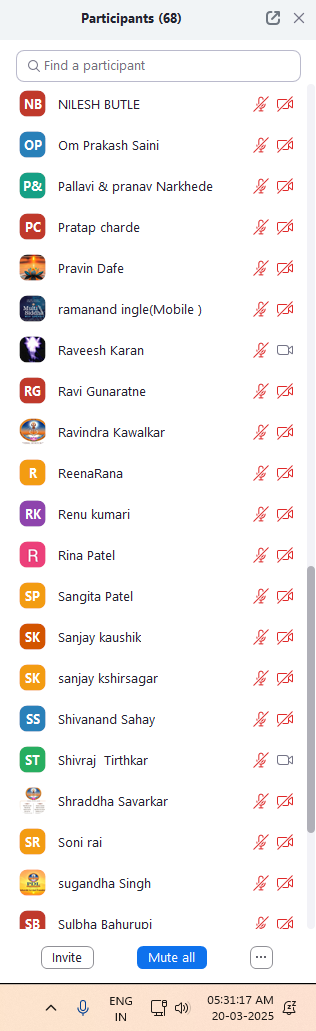 Participants (68)
Find a participant
NB NILESH BUTLE
OP Om Prakash Saini
P& Pallavi & pranav Narkhede
PC Pratap charde
Pravin Dafe
ramanand ingle(Mobile )
Raveesh Karan
RG Ravi Gunaratne
Ravindra Kawalkar
R ReenaRana
RK Renu kumari
R Rina Patel
SP Sangita Patel
SK Sanjay kaushik
SK sanjay kshirsagar
SS Shivanand Sahay
ST Shivraj  Tirthkar
Shraddha Savarkar
SR Soni rai
sugandha Singh
SB Sulbha Bahurupi
Invite Mute all ...
ENG 05:31:17 AM
IN 20-03-2025